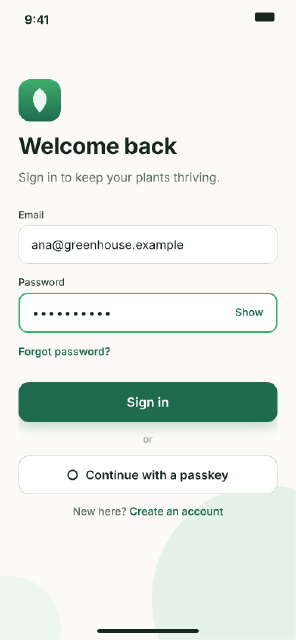 9:41
Welcome back
Sign in to keep your plants thriving.
Email
ana@greenhouse.example
Password
•••••••••• Show
Forgot password?
Sign in
or
Continue with a passkey
New here? Create an account